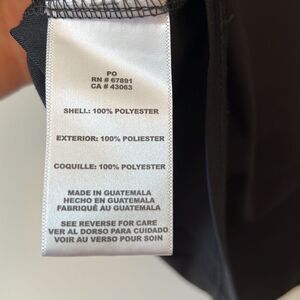 PO
RN # 67891
CA # 43063
SHELL: 100% POLYESTER
EXTERIOR: 100% POLIESTER
COQUILLE: 100% POLYESTER
MADE IN GUATEMALA
HECHO EN GUATEMALA
FABRIQUÉ AU GUATEMALA
SEE REVERSE FOR CARE
VER AL DORSO PARA CUIDADO
VOIR AU VERSO POUR SOIN